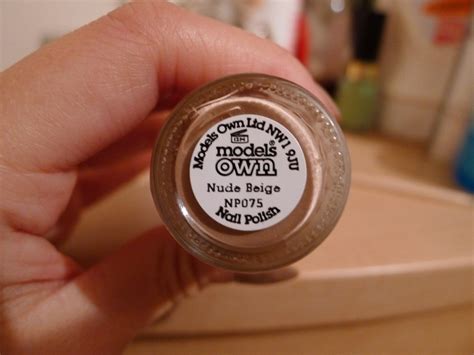 Models Own Ltd NW1 9JU
models®
own
Nude Beige
NP075
Nail Polish